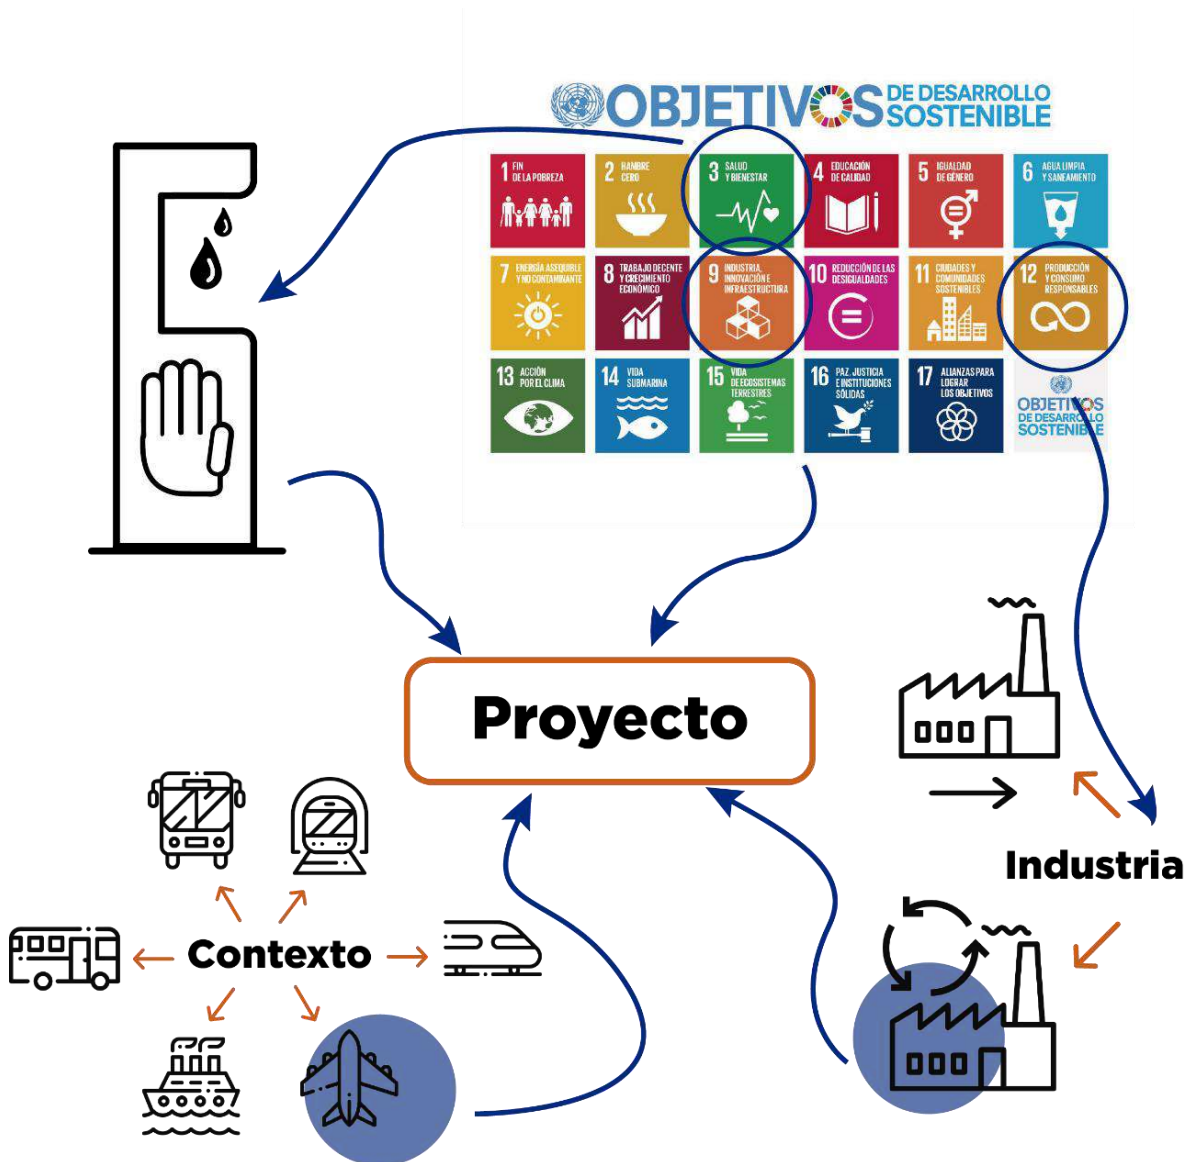 OBJETIVOS DE DESARROLLO
SOSTENIBLE
1 FIN
DE LA POBREZA
2 HAMBRE
CERO
3 SALUD
Y BIENESTAR
4 EDUCACIÓN
DE CALIDAD
5 IGUALDAD
DE GÉNERO
6 AGUA LIMPIA
Y SANEAMIENTO
7 ENERGÍA ASEQUIBLE
Y NO CONTAMINANTE
8 TRABAJO DECENTE
Y CRECIMIENTO
ECONÓMICO
9 INDUSTRIA,
INNOVACIÓN E
INFRAESTRUCTURA
10 REDUCCIÓN DE LAS
DESIGUALDADES
11 CIUDADES Y
COMUNIDADES
SOSTENIBLES
12 PRODUCCIÓN
Y CONSUMO
RESPONSABLES
13 ACCIÓN
POR EL CLIMA
14 VIDA
SUBMARINA
15 VIDA
DE ECOSISTEMAS
TERRESTRES
16 PAZ, JUSTICIA
E INSTITUCIONES
SÓLIDAS
17 ALIANZAS PARA
LOGRAR
LOS OBJETIVOS
OBJETIVOS
DE DESARROLLO
SOSTENIBLE
Proyecto
Industria
Contexto